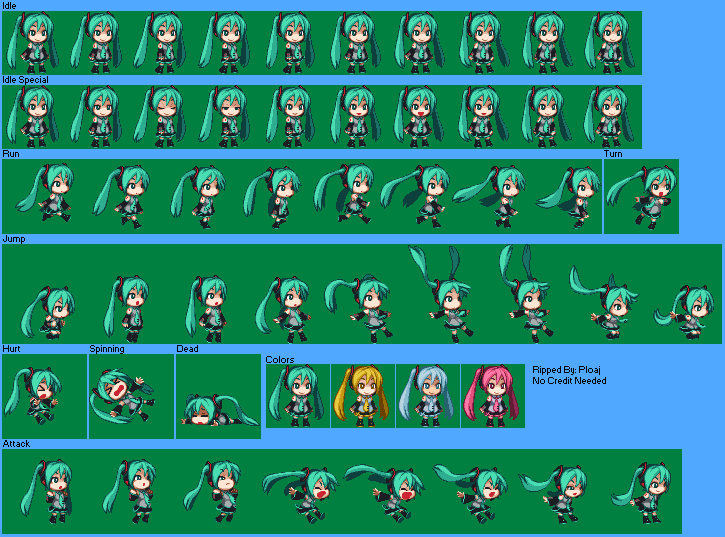 Idle
Idle Special
Run
Turn
Jump
Hurt
Spinning
Dead
Colors
Ripped By: Ploaj
No Credit Needed
Attack